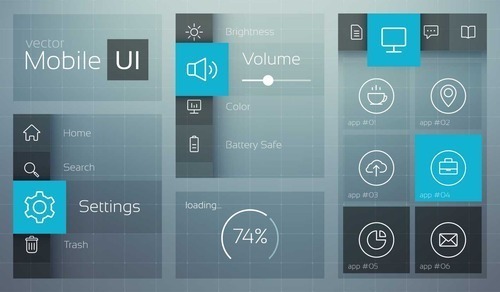 vector
Mobile UI
Home
Search
Settings
Trash
Brightness
Volume
Color
Battery Safe
loading...
74%
app #01
app #02
app #03
app #04
app #05
app #06